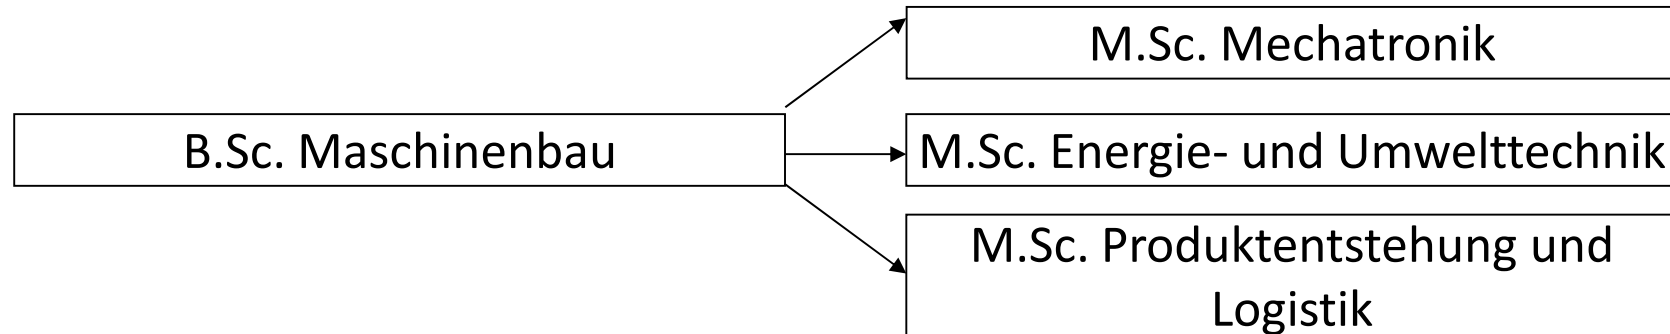 M.Sc. Mechatronik
B.Sc. Maschinenbau
M.Sc. Energie- und Umwelttechnik
M.Sc. Produktentstehung und
Logistik